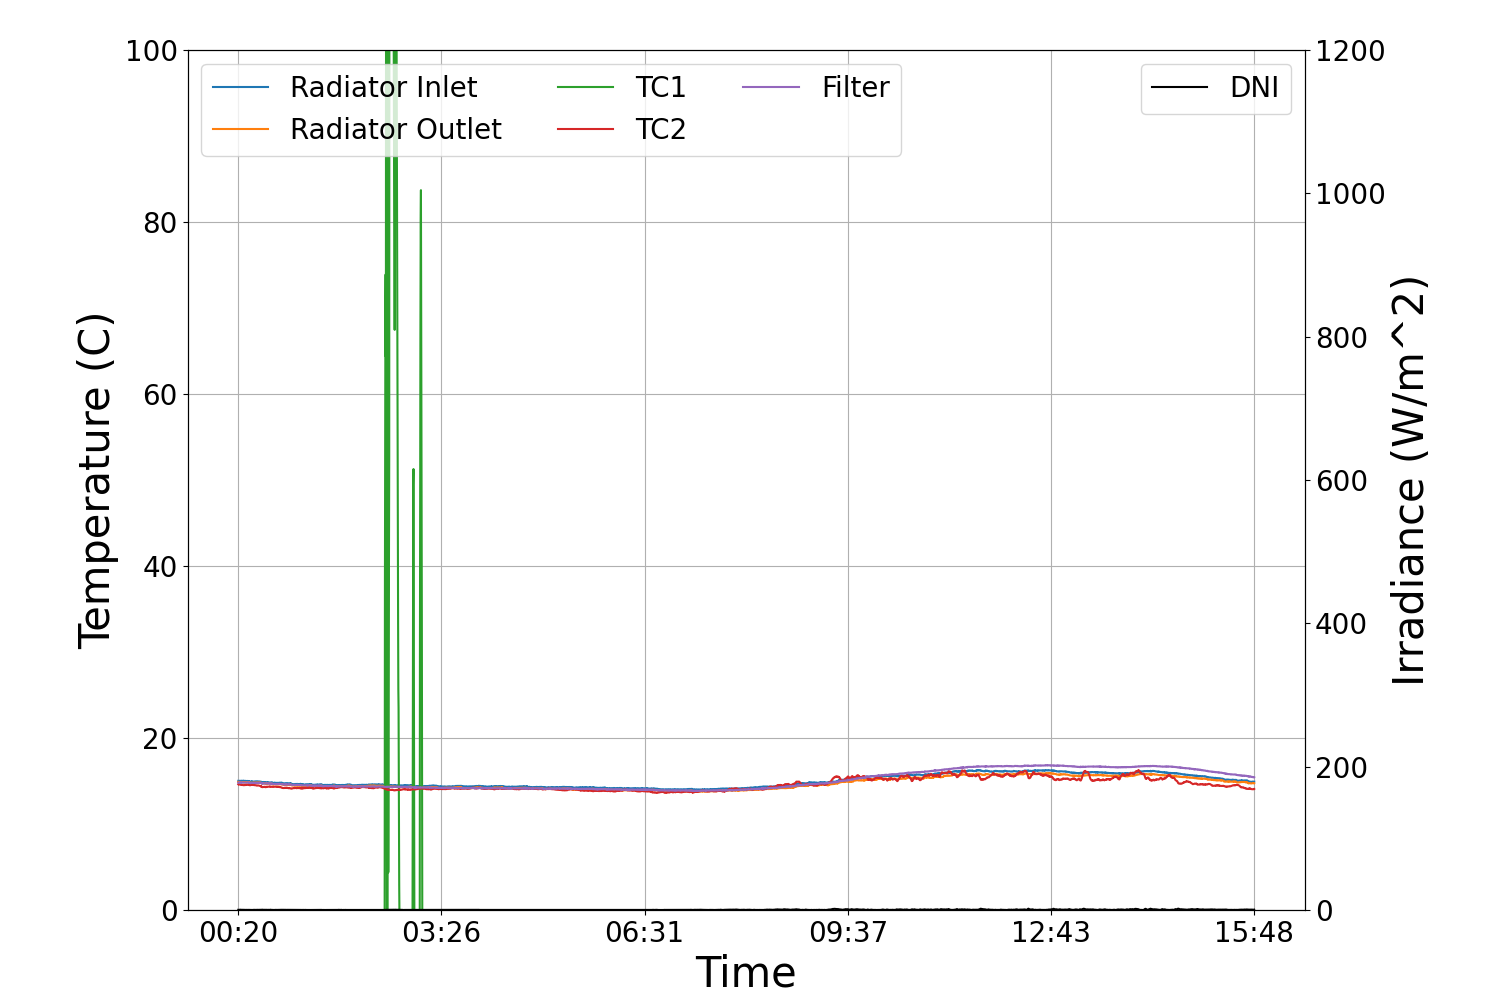 100
80
60
40
20
0
Temperature (C)
Radiator Inlet
Radiator Outlet
TC1
TC2
Filter
DNI
1200
1000
800
600
400
200
0
Irradiance (W/m^2)
00:20 03:26 06:31 09:37 12:43 15:48
Time